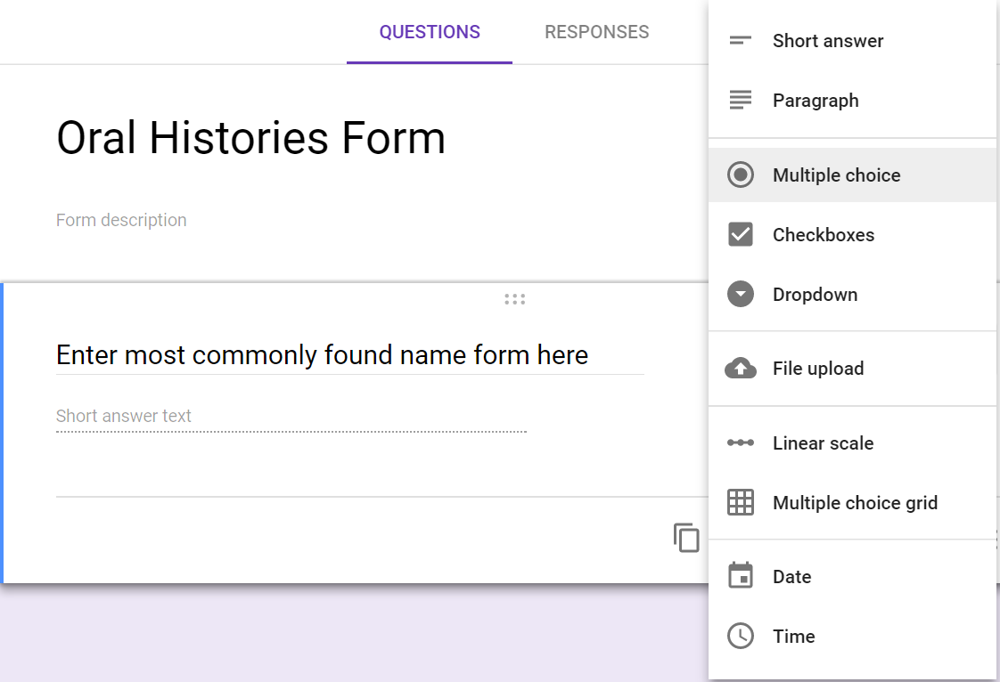 QUESTIONS RESPONSES
Oral Histories Form
Form description
Enter most commonly found name form here
Short answer text
Short answer
Paragraph
Multiple choice
Checkboxes
Dropdown
File upload
Linear scale
Multiple choice grid
Date
Time